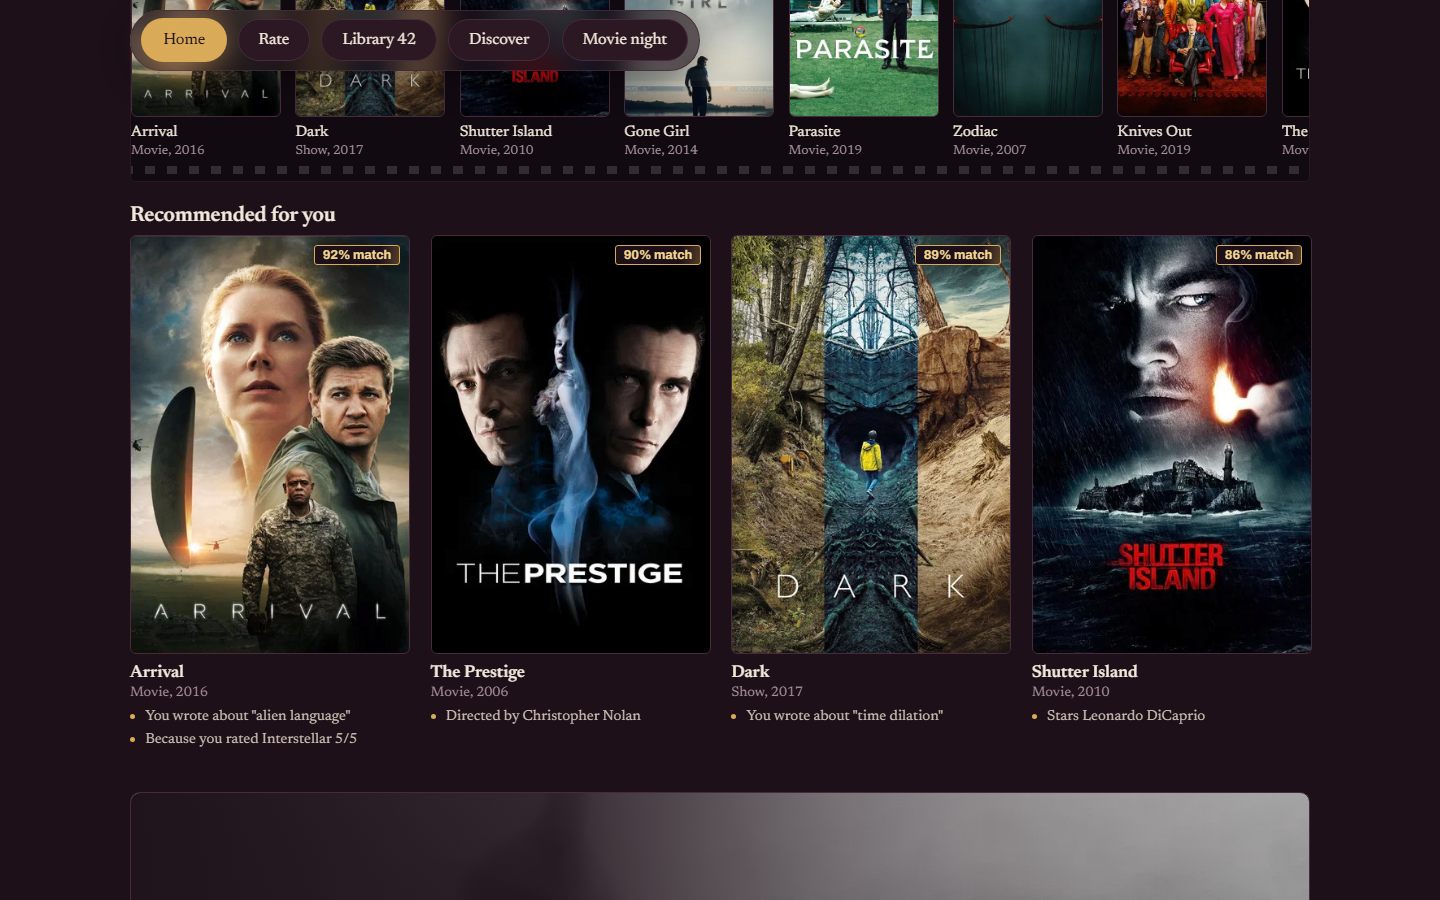 Home
Rate
Library 42
Discover
Movie night
GIRL
PARASITE
ARRIVAL
DARK
ISLAND
Arrival
Movie, 2016
Dark
Show, 2017
Shutter Island
Movie, 2010
Gone Girl
Movie, 2014
Parasite
Movie, 2019
Zodiac
Movie, 2007
Knives Out
Movie, 2019
The
Mov
Recommended for you
92% match
90% match
89% match
86% match
ARRIVAL
THE PRESTIGE
DARK
SHUTTER
ISLAND
Arrival
Movie, 2016
You wrote about "alien language"
Because you rated Interstellar 5/5
The Prestige
Movie, 2006
Directed by Christopher Nolan
Dark
Show, 2017
You wrote about "time dilation"
Shutter Island
Movie, 2010
Stars Leonardo DiCaprio